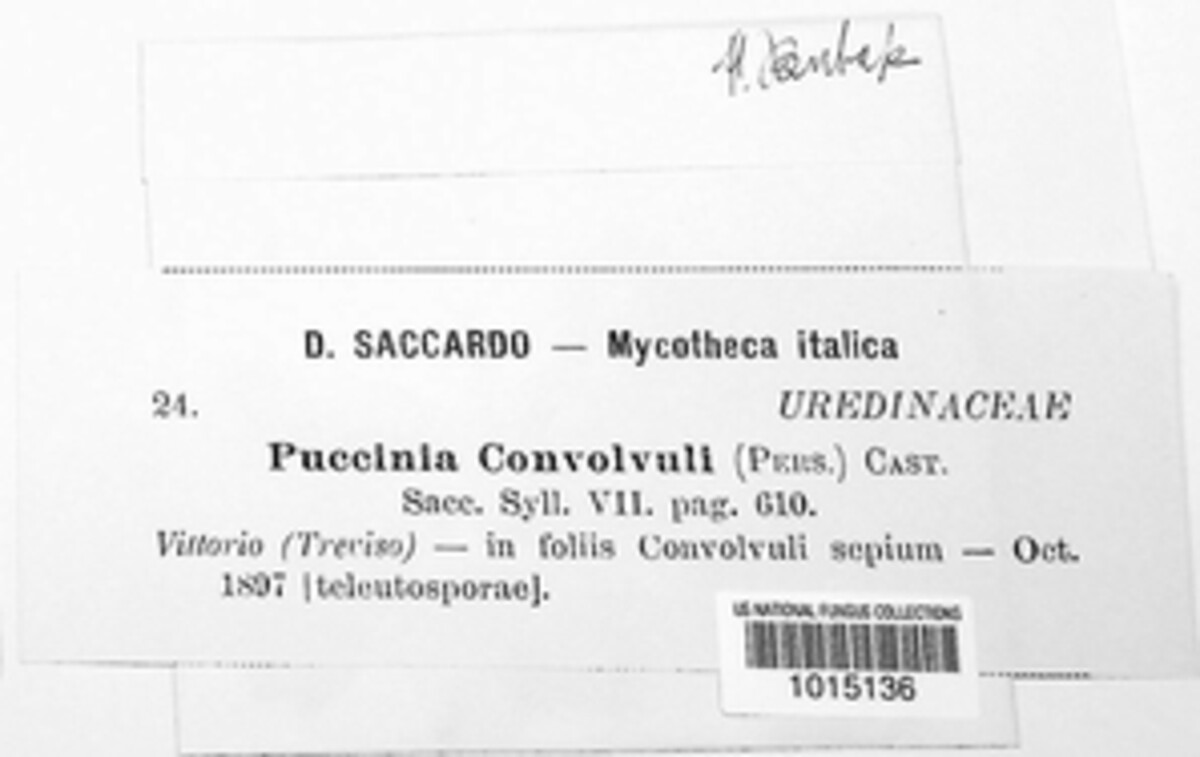 D. SACCARDO — Mycotheca italica
24. UREDINACEAE
Puccinia Convolvuli (PERS.) CAST.
Sacc. Syll. VII. pag. 610.
Vittorio (Treviso) — in foliis Convolvuli sepium — Oct.
1897 [teleutosporae].
US NATIONAL FUNGUS COLLECTIONS
1015136